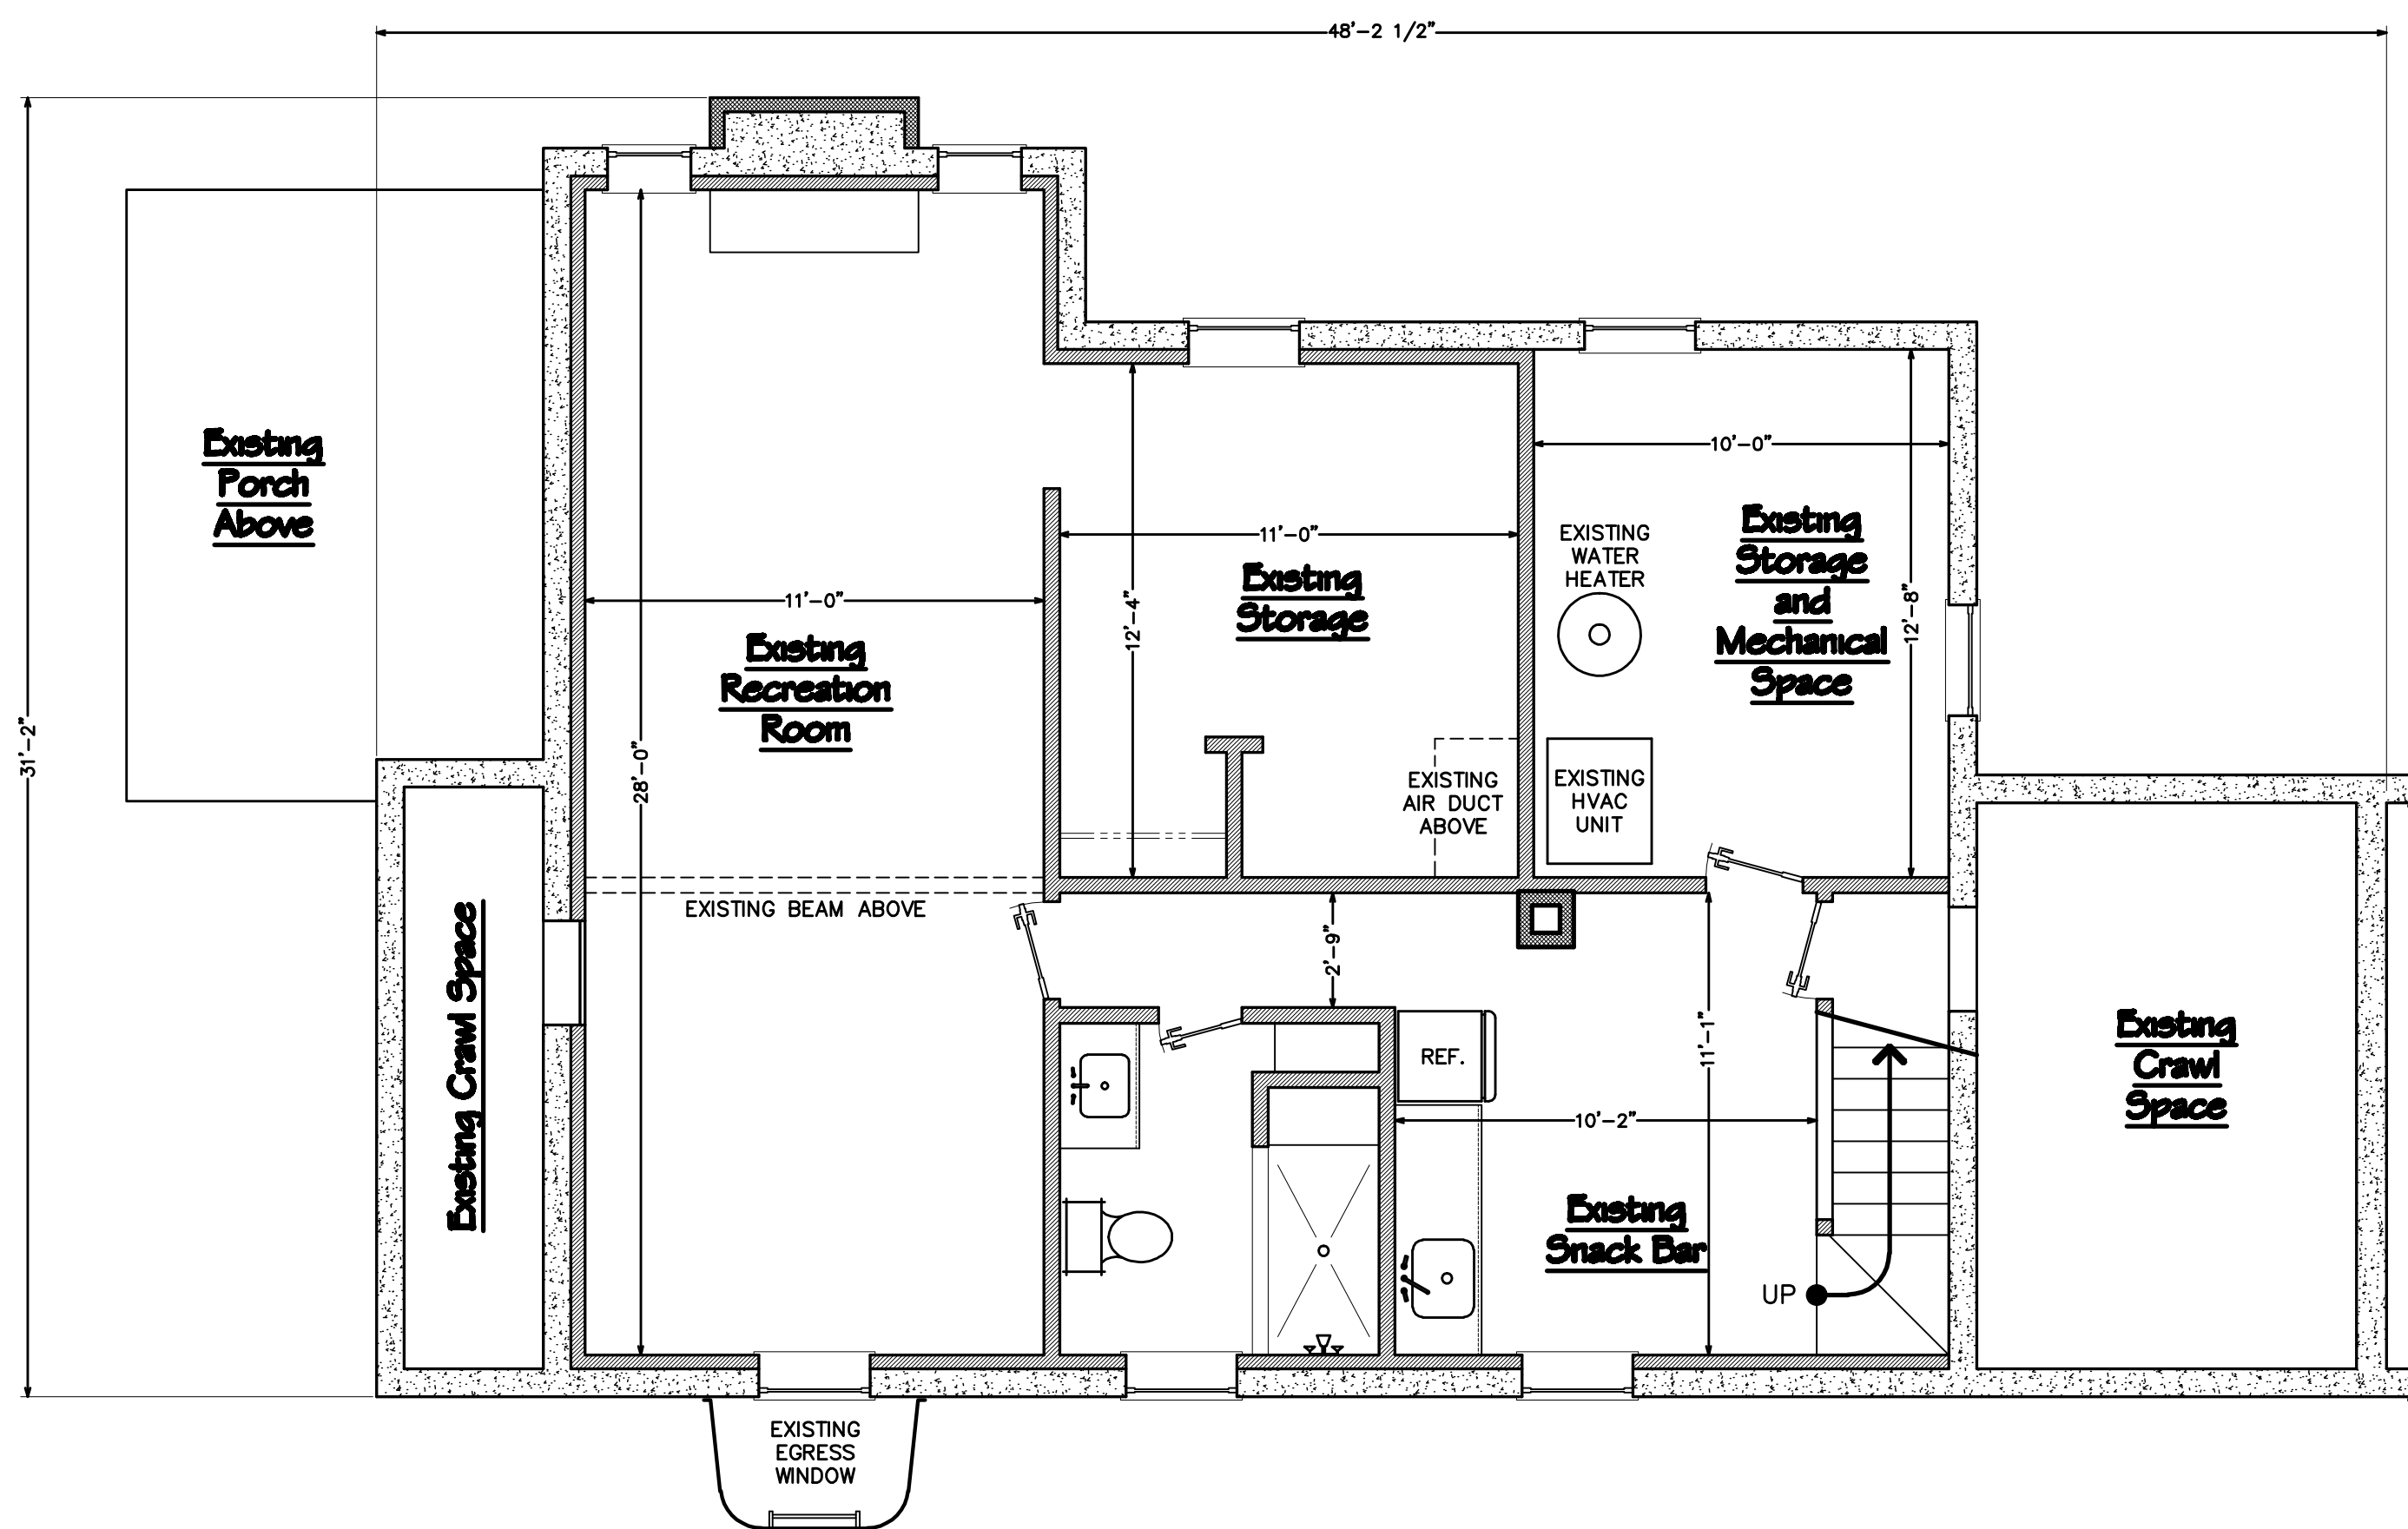 48'-2 1/2"
31'-2"
Existing
Porch
Above
10'-0"
Existing
Storage
and
Mechanical
Space
12'-8"
EXISTING
WATER
HEATER
11'-0"
12'-4"
Existing
Storage
11'-0"
Existing
Recreation
Room
28'-0"
EXISTING
AIR DUCT
ABOVE
EXISTING
HVAC
UNIT
EXISTING BEAM ABOVE
Existing Crawl Space
2'-9"
REF.
11'-1"
10'-2"
Existing
Crawl
Space
Existing
Snack Bar
UP
EXISTING
EGRESS
WINDOW